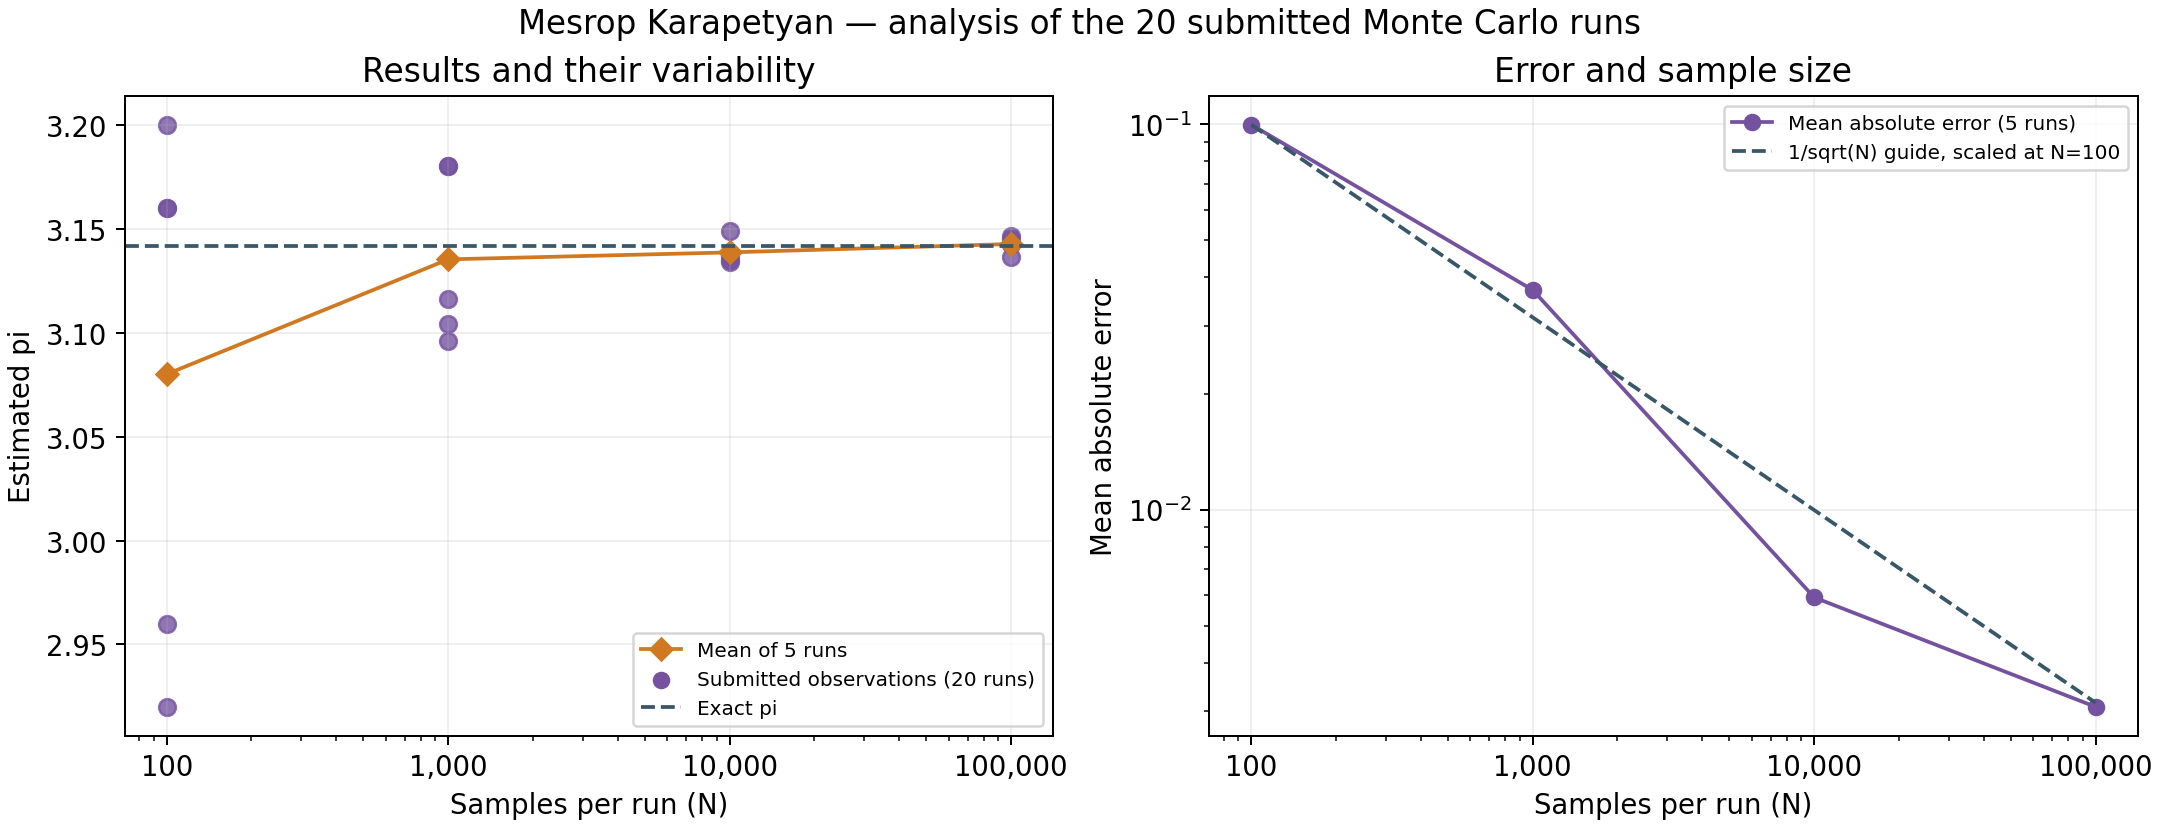 Mesrop Karapetyan — analysis of the 20 submitted Monte Carlo runs
Results and their variability
3.20
3.15
3.10
3.05
3.00
2.95
Estimated pi
100
1,000
10,000
100,000
Samples per run (N)
Mean of 5 runs
Submitted observations (20 runs)
Exact pi
Error and sample size
10⁻¹
10⁻²
Mean absolute error
100
1,000
10,000
100,000
Samples per run (N)
Mean absolute error (5 runs)
1/sqrt(N) guide, scaled at N=100